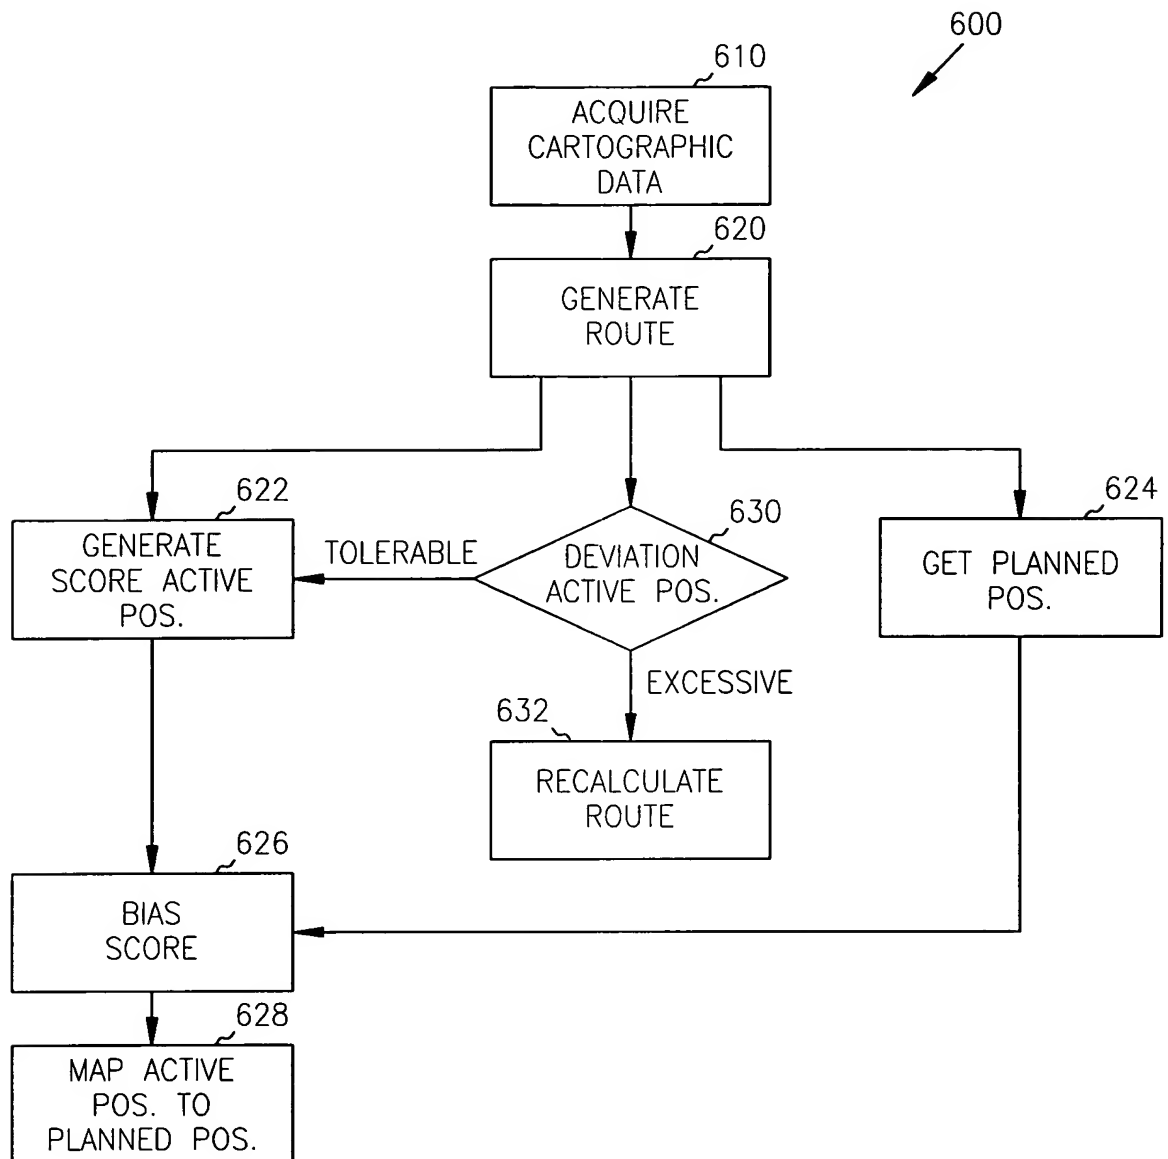 600
610
ACQUIRE
CARTOGRAPHIC
DATA
620
GENERATE
ROUTE
622
GENERATE
SCORE ACTIVE
POS.
TOLERABLE
630
DEVIATION
ACTIVE POS.
624
GET PLANNED
POS.
EXCESSIVE
632
RECALCULATE
ROUTE
626
BIAS
SCORE
628
MAP ACTIVE
POS. TO
PLANNED POS.